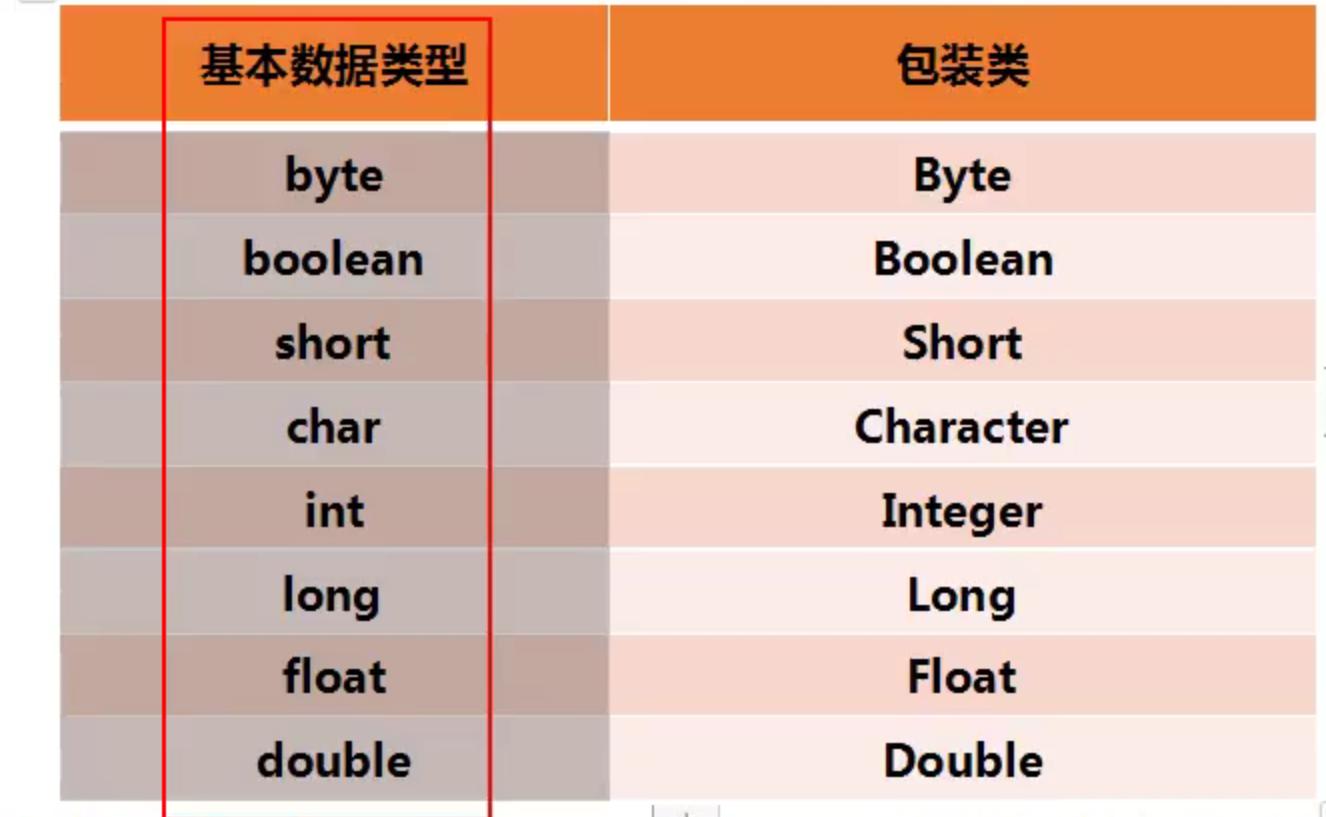 基本数据类型 包装类
byte Byte
boolean Boolean
short Short
char Character
int Integer
long Long
float Float
double Double